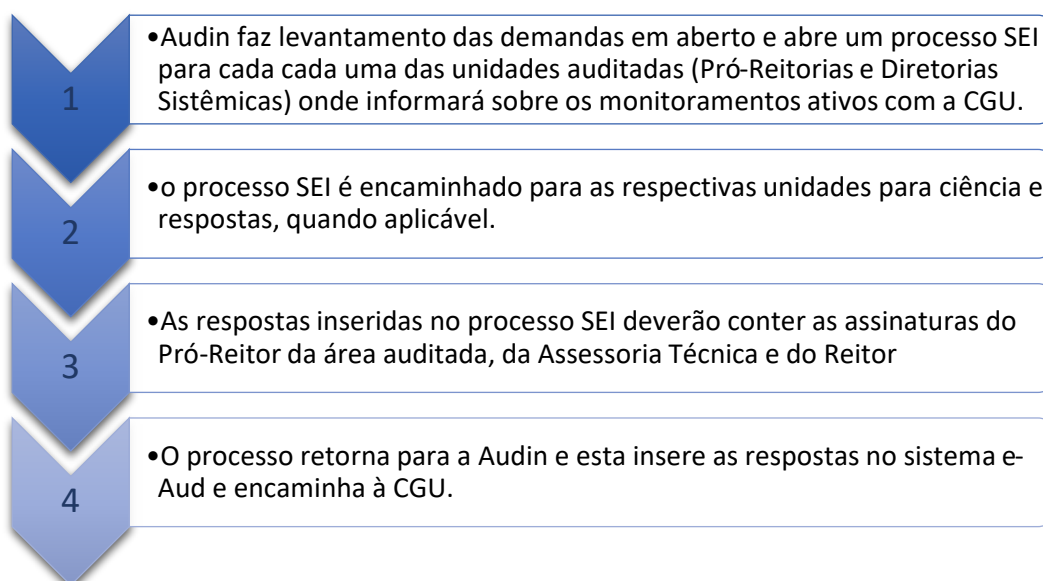 1
•Audin faz levantamento das demandas em aberto e abre um processo SEI
para cada cada uma das unidades auditadas (Pró-Reitorias e Diretorias
Sistêmicas) onde informará sobre os monitoramentos ativos com a CGU.
2
•o processo SEI é encaminhado para as respectivas unidades para ciência e
respostas, quando aplicável.
3
•As respostas inseridas no processo SEI deverão conter as assinaturas do
Pró-Reitor da área auditada, da Assessoria Técnica e do Reitor
4
•O processo retorna para a Audin e esta insere as respostas no sistema e-
Aud e encaminha à CGU.